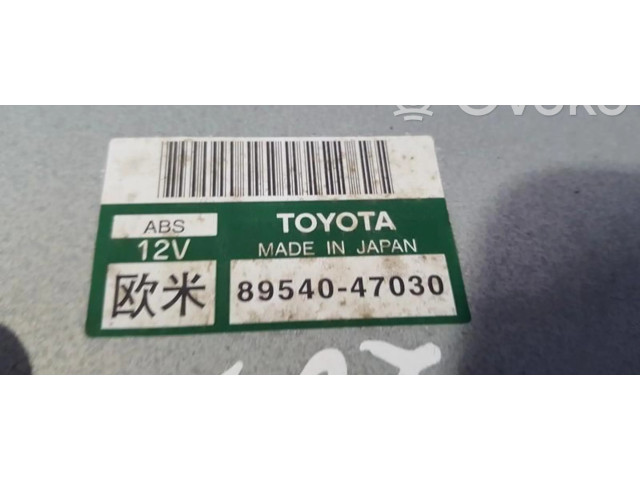 ABS
12V
TOYOTA
MADE IN JAPAN
欧米
89540-47030